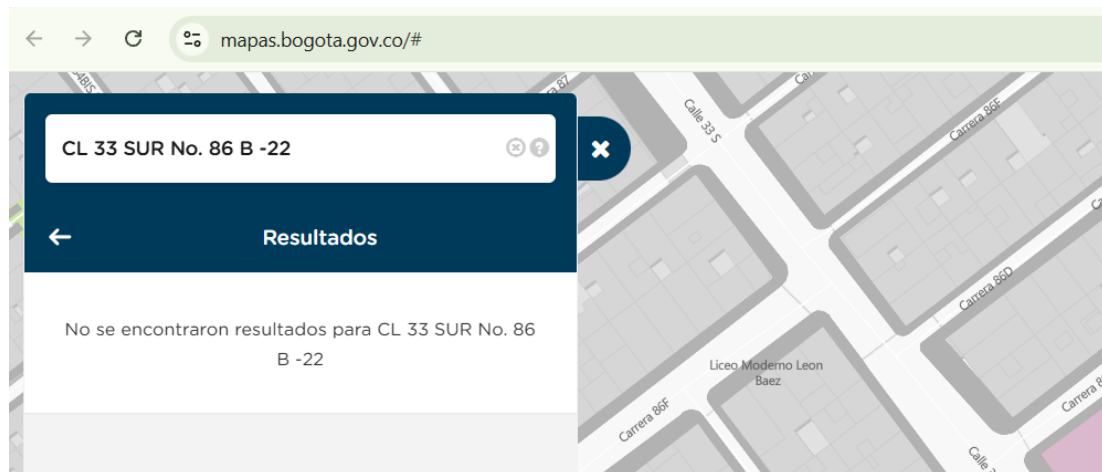 mapas.bogota.gov.co/#
CL 33 SUR No. 86 B -22
Resultados
No se encontraron resultados para CL 33 SUR No. 86
B -22
Calle 33 S
Carrera 86F
Carrera 86D
Liceo Moderno Leon
Baez
Carrera 86F
Carrera
Calle